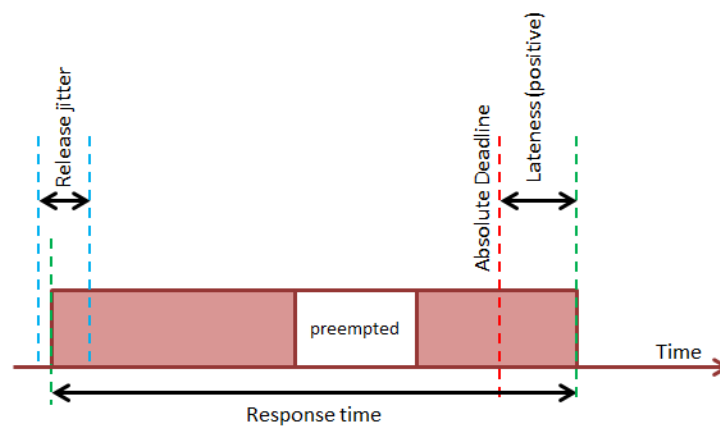 Release jitter
Absolute Deadline
Lateness (positive)
preempted
Time
Response time